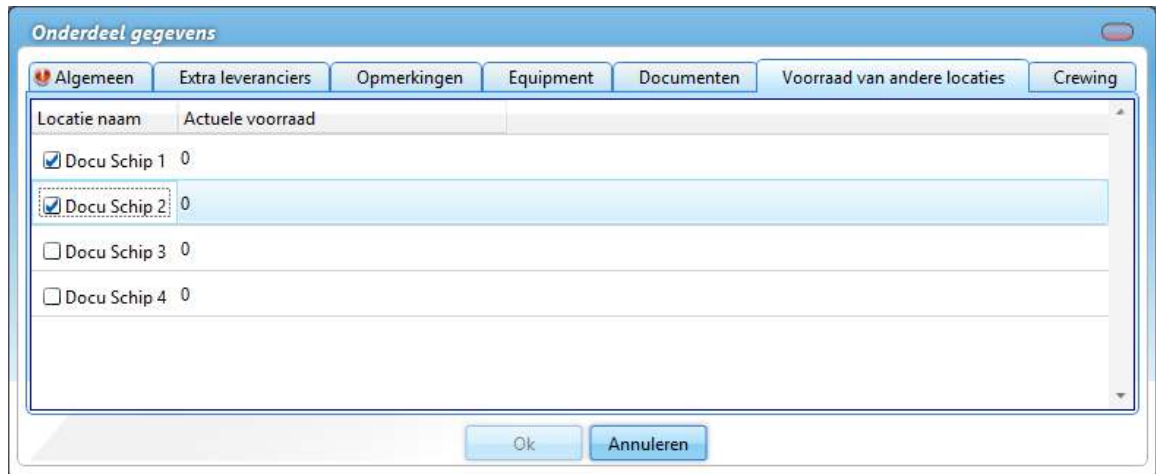 Onderdeel gegevens
Algemeen Extra leveranciers Opmerkingen Equipment Documenten Voorraad van andere locaties Crewing
Locatie naam Actuele voorraad
Docu Schip 1 0
Docu Schip 2 0
Docu Schip 3 0
Docu Schip 4 0
Ok Annuleren